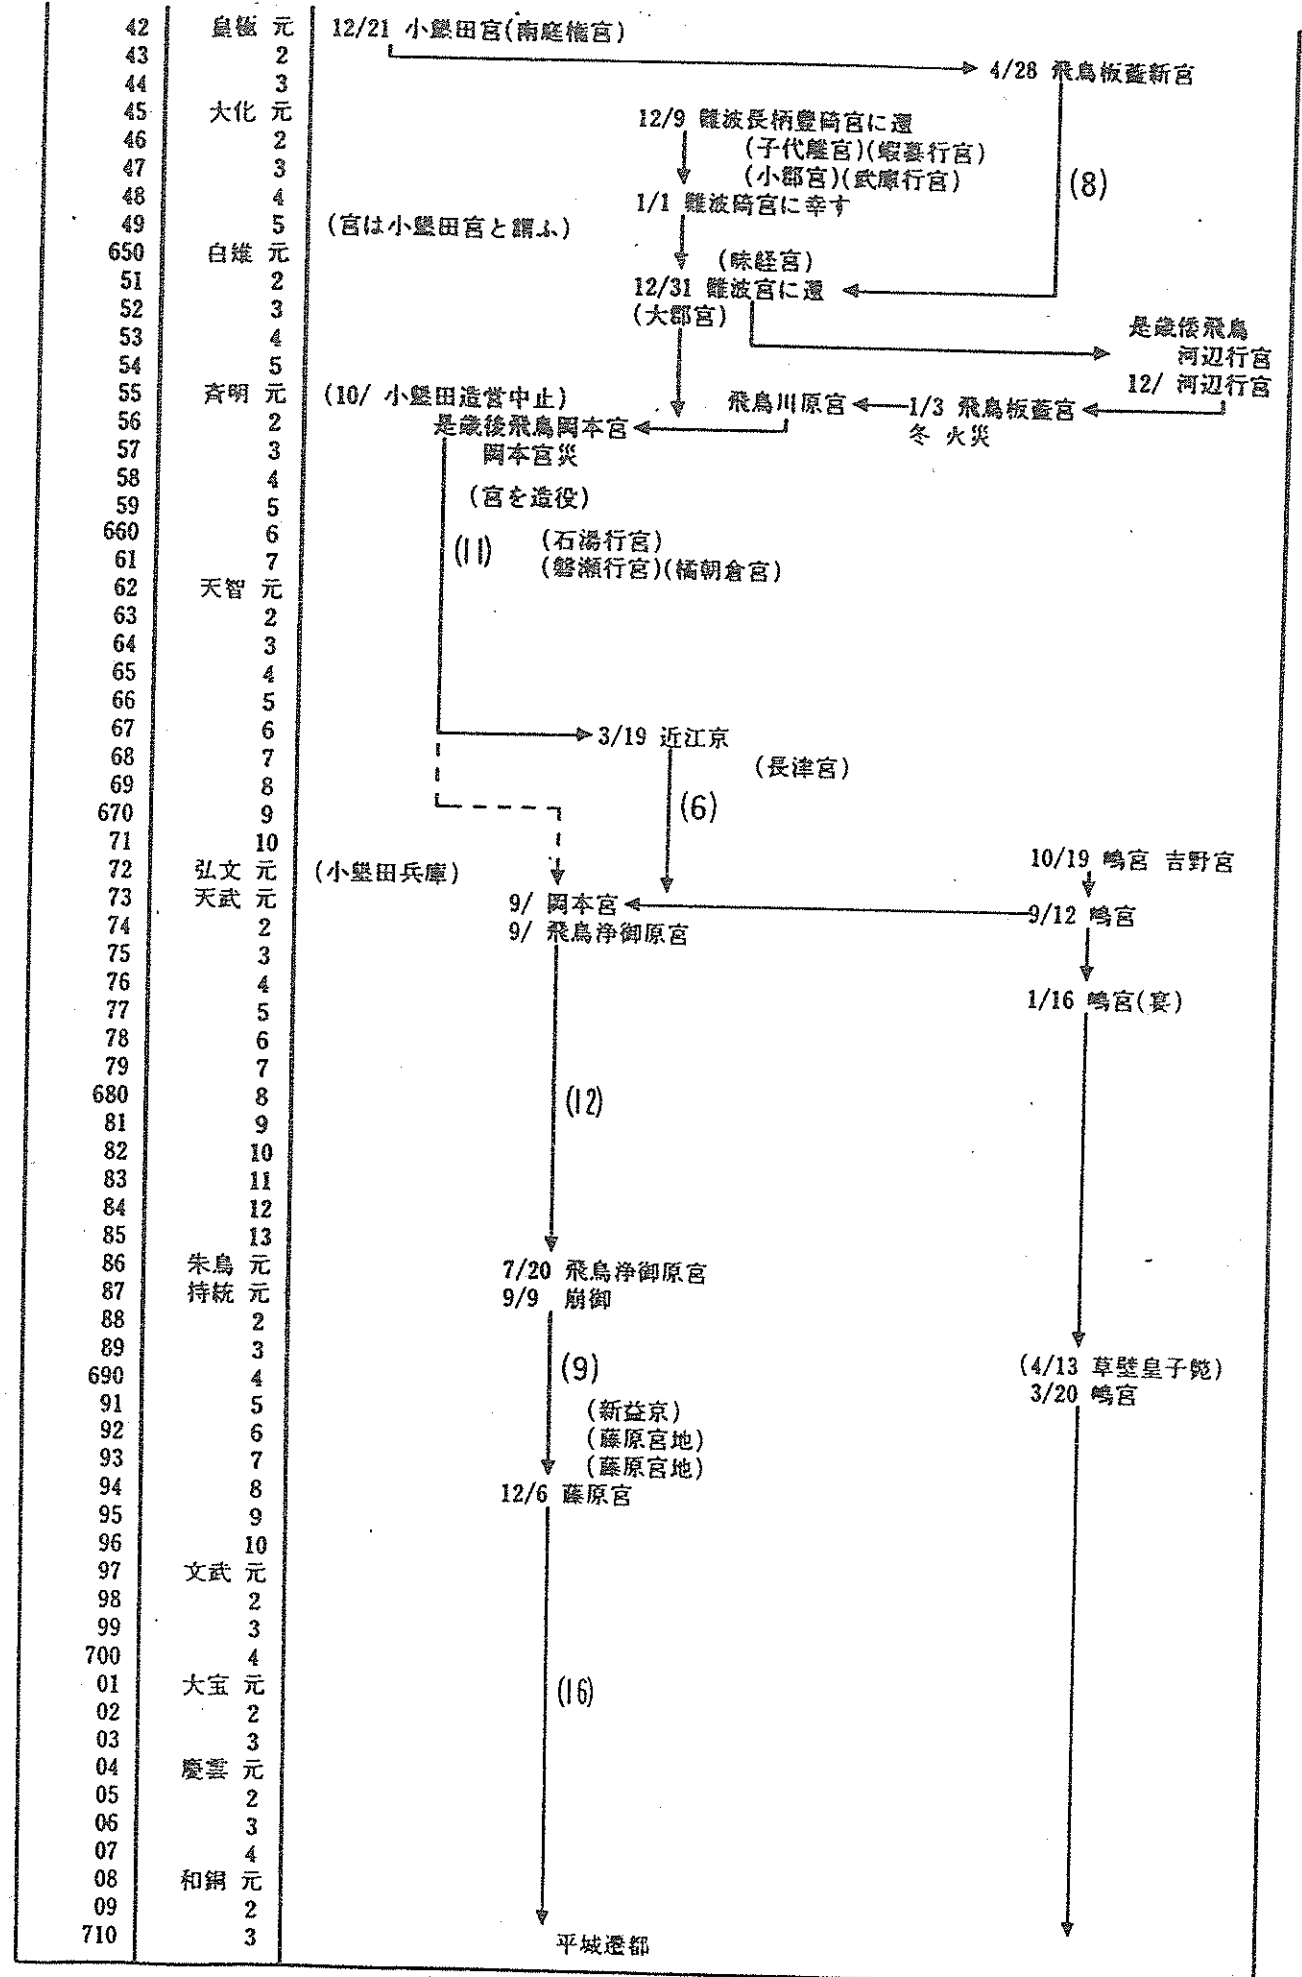 42 皇極 元 12/21 小墾田宮(南庭権宮)
43 2
44 3 4/28 飛鳥板蓋新宮
45 大化 元 12/9 難波長柄豊碕宮に遷
46 2 (子代離宮)(蝦蟇行宮)
47 3 (小郡宮)(武庫行宮) (8)
48 4 1/1 難波碕宮に幸す
49 5 (宮は小墾田宮と謂ふ)
650 白雉 元 (味経宮)
51 2 12/31 難波宮に遷
52 3 (大郡宮)
53 4 是歳倭飛鳥
河辺行宮
54 5 12/ 河辺行宮
55 斉明 元 (10/ 小墾田造営中止) 飛鳥川原宮 1/3 飛鳥板蓋宮
56 2 是歳後飛鳥岡本宮 冬 火災
57 3 岡本宮災
58 4
59 5 (宮を造役)
660 6 (石湯行宮)
61 7 (11) (磐瀬行宮)(橘朝倉宮)
62 天智 元
63 2
64 3
65 4
66 5
67 6 3/19 近江京
68 7 (長津宮)
69 8
670 9 (6)
71 10
72 弘文 元 (小墾田兵庫) 10/19 嶋宮 吉野宮
73 天武 元 9/ 岡本宮 9/12 嶋宮
74 2 9/ 飛鳥浄御原宮
75 3
76 4
77 5 1/16 嶋宮(宴)
78 6
79 7
680 8 (12)
81 9
82 10
83 11
84 12
85 13
86 朱鳥 元 7/20 飛鳥浄御原宮
87 持統 元 9/9 崩御
88 2
89 3 (4/13 草壁皇子薨)
690 4 (9) 3/20 嶋宮
91 5 (新益京)
92 6 (藤原宮地)
93 7 (藤原宮地)
94 8 12/6 藤原宮
95 9
96 10
97 文武 元
98 2
99 3
700 4
01 大宝 元 (16)
02 2
03 3
04 慶雲 元
05 2
06 3
07 4
08 和銅 元
09 2
710 3 平城遷都